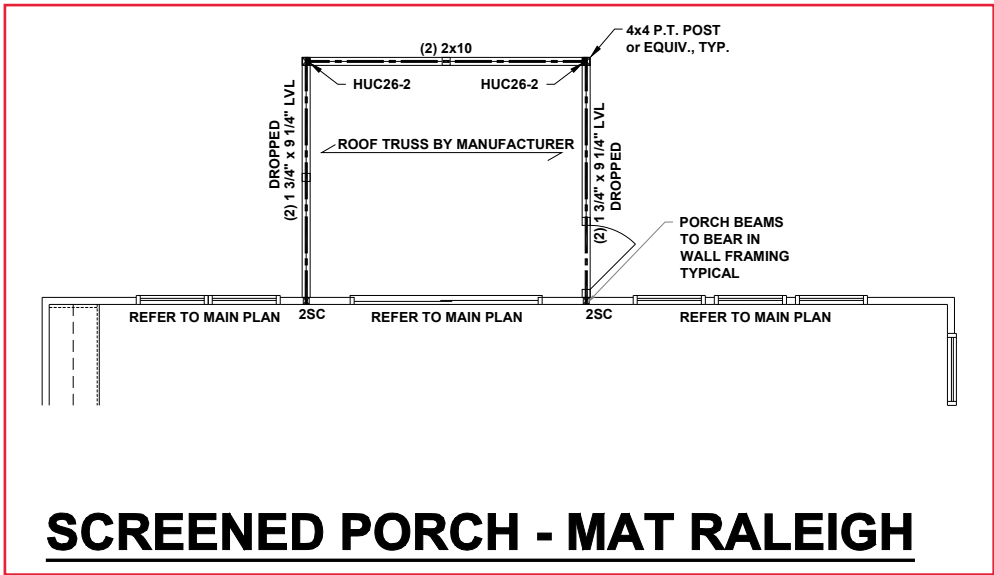 4x4 P.T. POST
or EQUIV., TYP.
(2) 2x10
HUC26-2
HUC26-2
DROPPED
(2) 1 3/4" x 9 1/4" LVL
ROOF TRUSS BY MANUFACTURER
(2) 1 3/4" x 9 1/4" LVL
DROPPED
PORCH BEAMS
TO BEAR IN
WALL FRAMING
TYPICAL
REFER TO MAIN PLAN
2SC
REFER TO MAIN PLAN
2SC
REFER TO MAIN PLAN
SCREENED PORCH - MAT RALEIGH